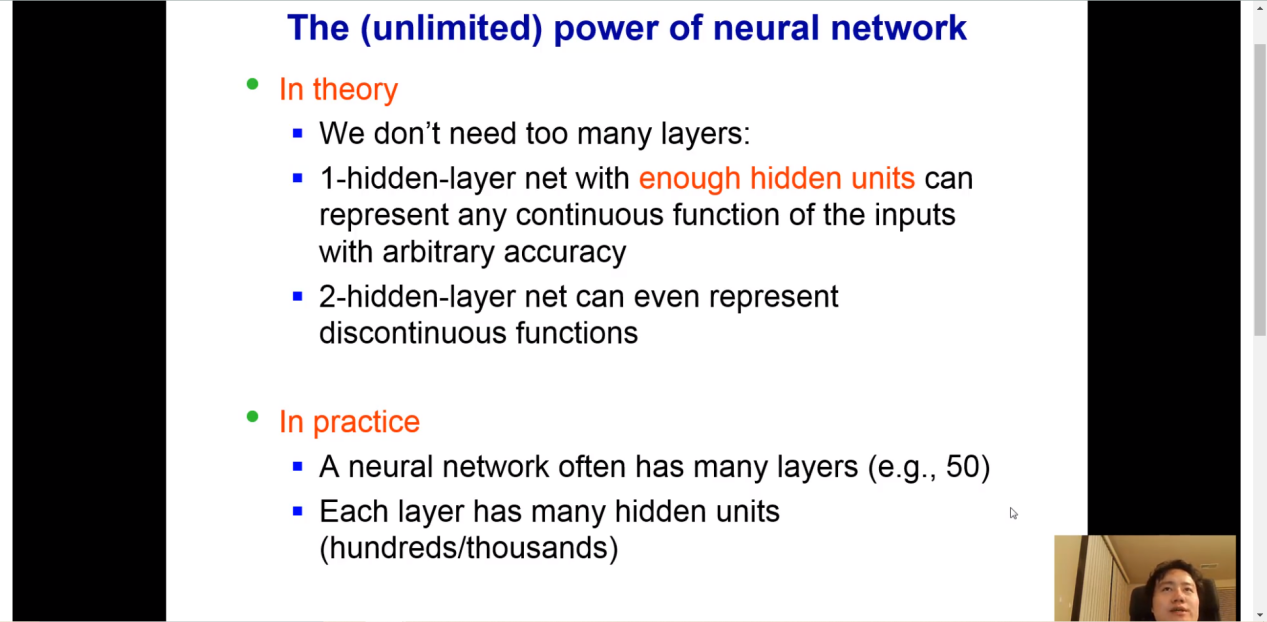 The (unlimited) power of neural network
In theory
We don’t need too many layers:
1-hidden-layer net with enough hidden units can
represent any continuous function of the inputs
with arbitrary accuracy
2-hidden-layer net can even represent
discontinuous functions
In practice
A neural network often has many layers (e.g., 50)
Each layer has many hidden units
(hundreds/thousands)